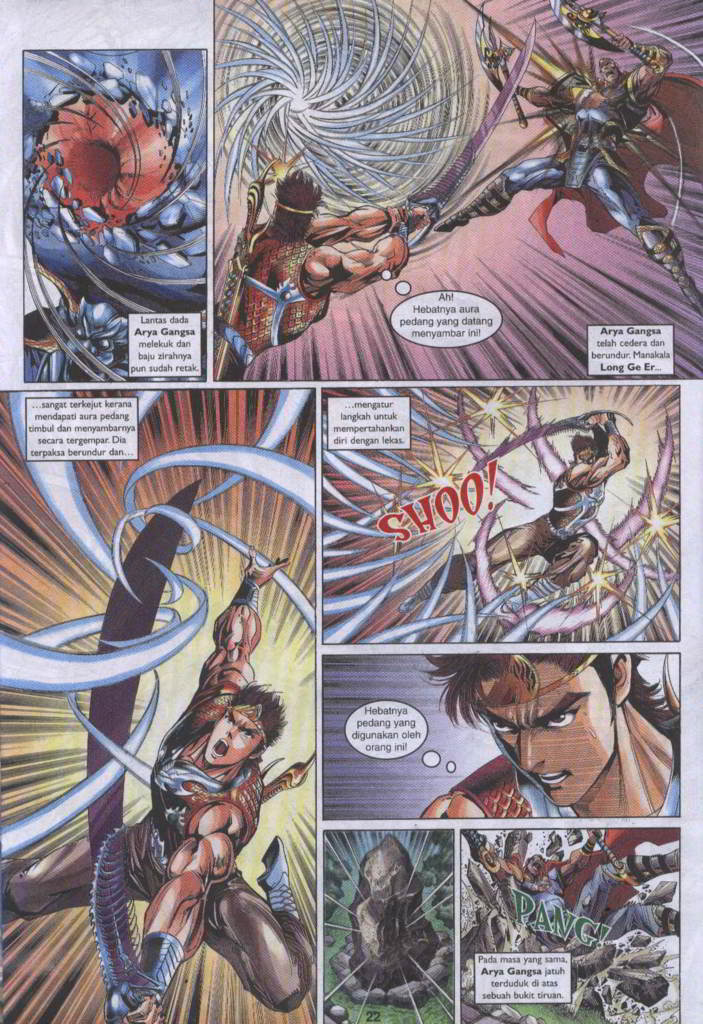 Lantas dada
Arya Gangsa
melekuk dan
baju zirahnya
pun sudah retak.
Ah!
Hebatnya aura
pedang yang datang
menyambar ini!
Arya Gangsa
telah cedera dan
berundur. Manakala
Long Ge Er...
...sangat terkejut kerana
mendapati aura pedang
timbul dan menyambarnya
secara tergempar. Dia
terpaksa berundur dan...
...mengatur
langkah untuk
mempertahankan
diri dengan lekas.
SHOO!
Hebatnya
pedang yang
digunakan oleh
orang ini!
PANG!
Pada masa yang sama,
Arya Gangsa jatuh
terduduk di atas
sebuah bukit tiruan.
22